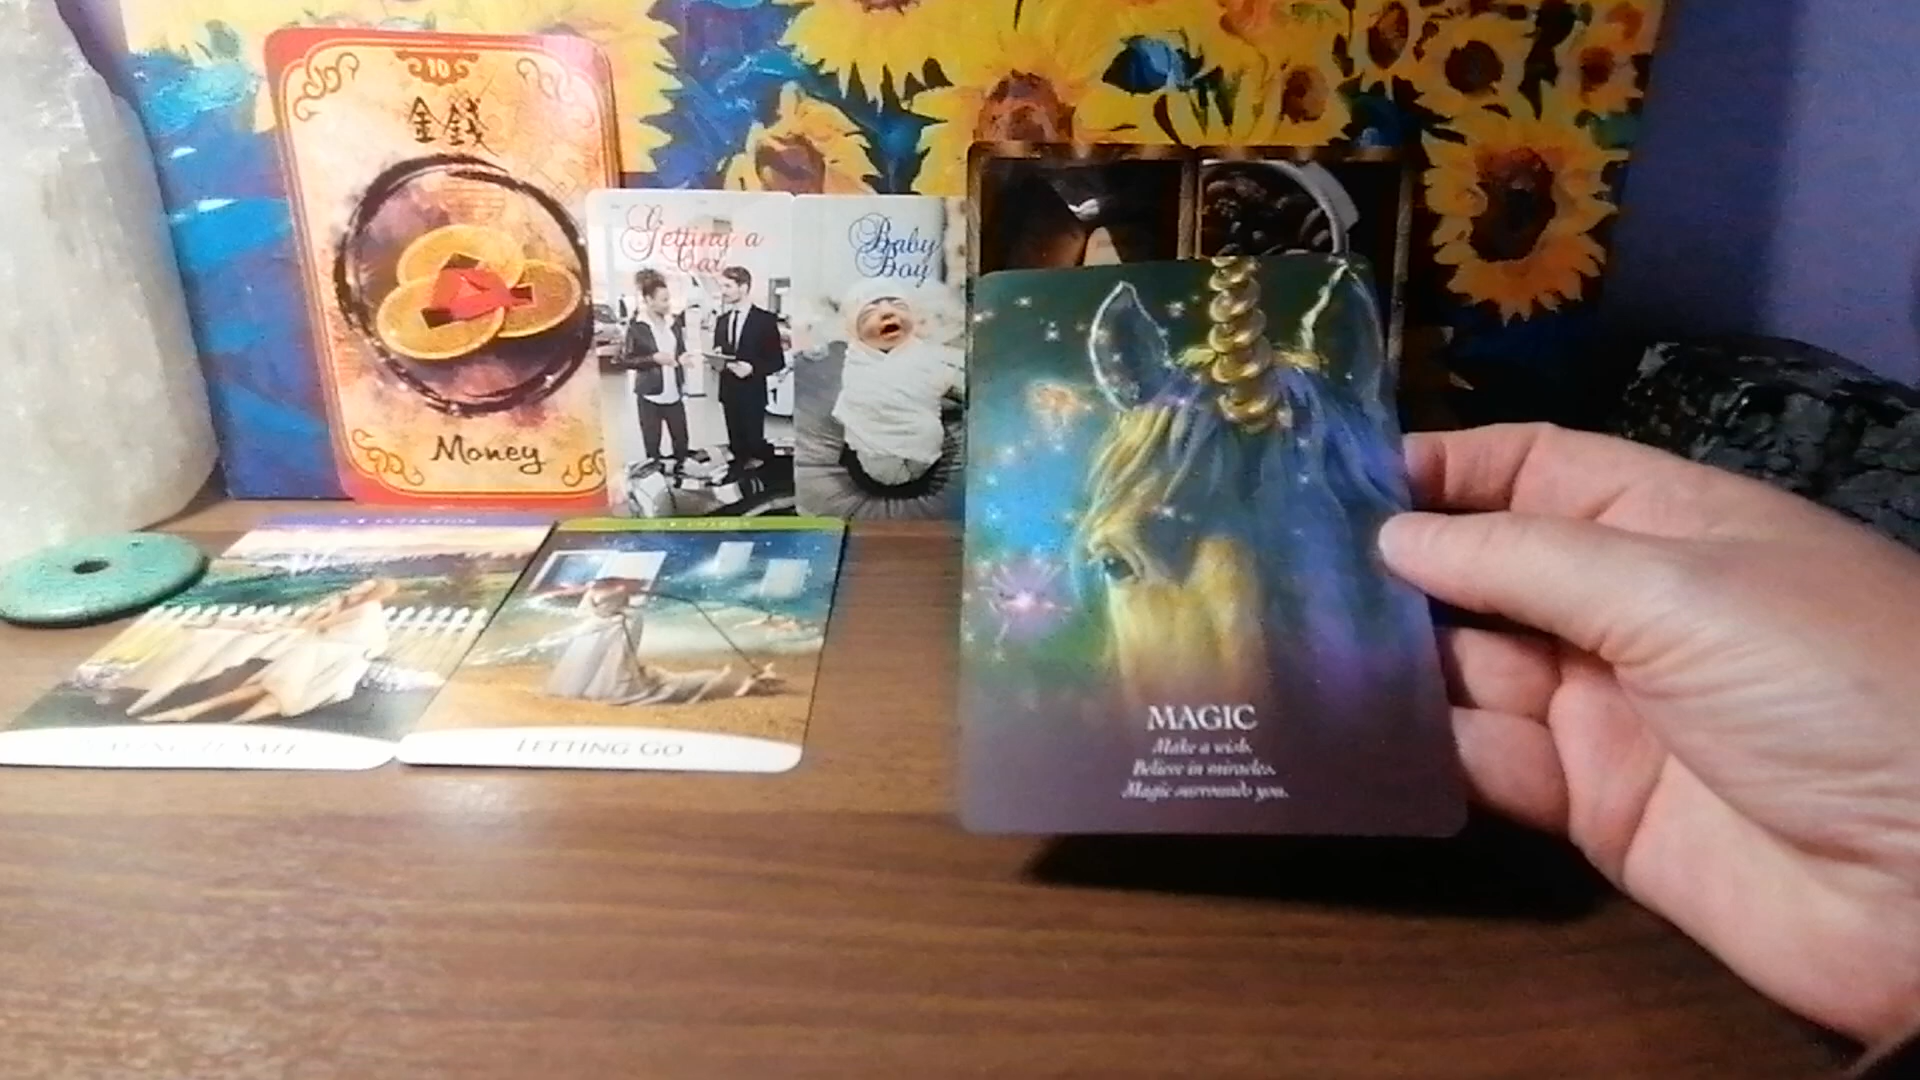 10
金錢
Money
Getting a
Car
Baby
Boy
INTENTION
LETTING GO
MAGIC
Make a wish.
Believe in miracles.
Magic surrounds you.